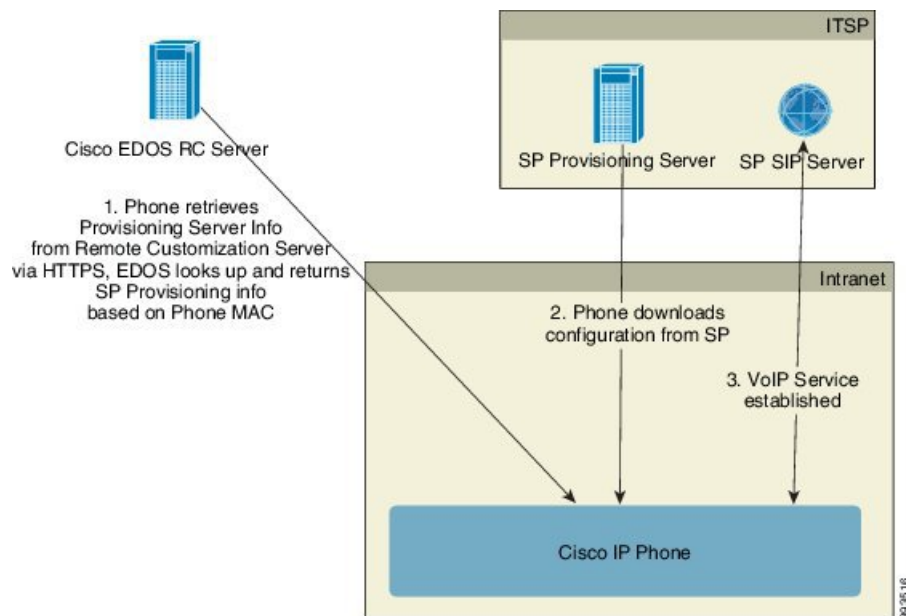 ITSP
Cisco EDOS RC Server
SP Provisioning Server
SP SIP Server
1. Phone retrieves
Provisioning Server Info
from Remote Customization Server
via HTTPS, EDOS looks up and returns
SP Provisioning info
based on Phone MAC
Intranet
2. Phone downloads
configuration from SP
3. VoIP Service
established
Cisco IP Phone